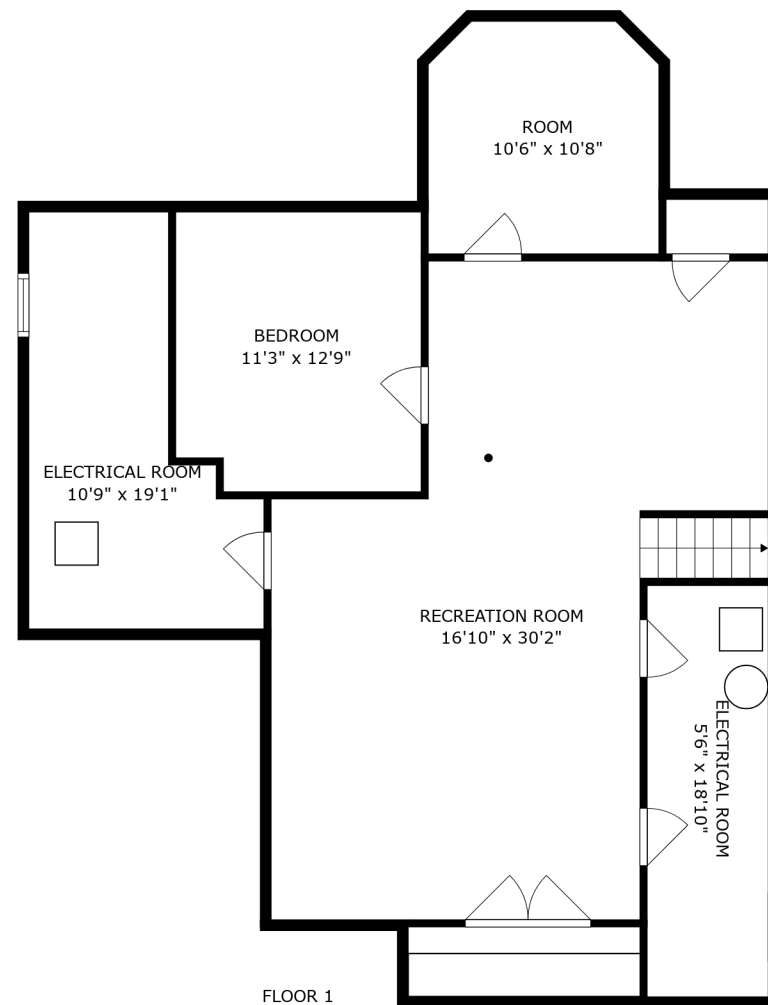 ROOM
10'6" x 10'8"
BEDROOM
11'3" x 12'9"
ELECTRICAL ROOM
10'9" x 19'1"
RECREATION ROOM
16'10" x 30'2"
ELECTRICAL ROOM
5'6" x 18'10"
FLOOR 1